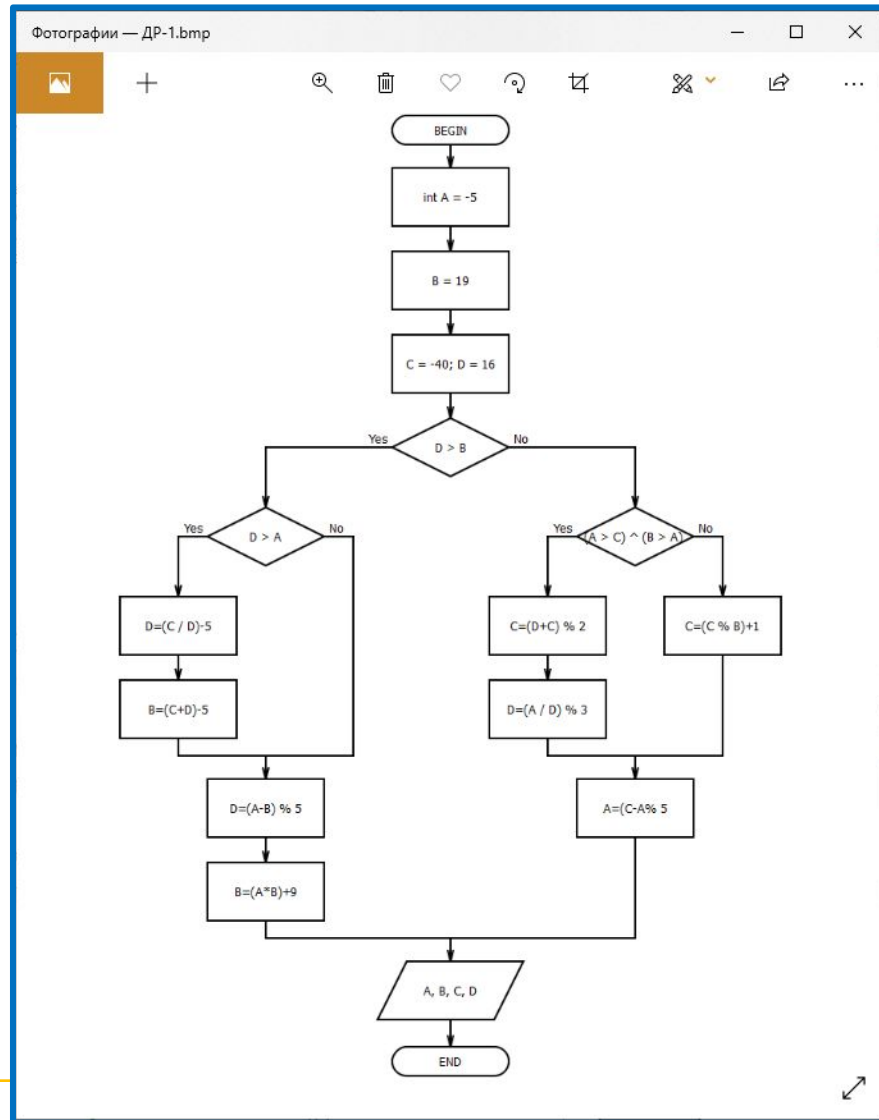 Фотографии — ДР-1.bmp
BEGIN
int A = -5
B = 19
C = -40; D = 16
Yes
D > B
No
Yes
D > A
No
Yes
(A > C) ^ (B > A)
No
D=(C / D)-5
C=(D+C) % 2
C=(C % B)+1
B=(C+D)-5
D=(A / D) % 3
D=(A-B) % 5
A=(C-A% 5
B=(A*B)+9
A, B, C, D
END